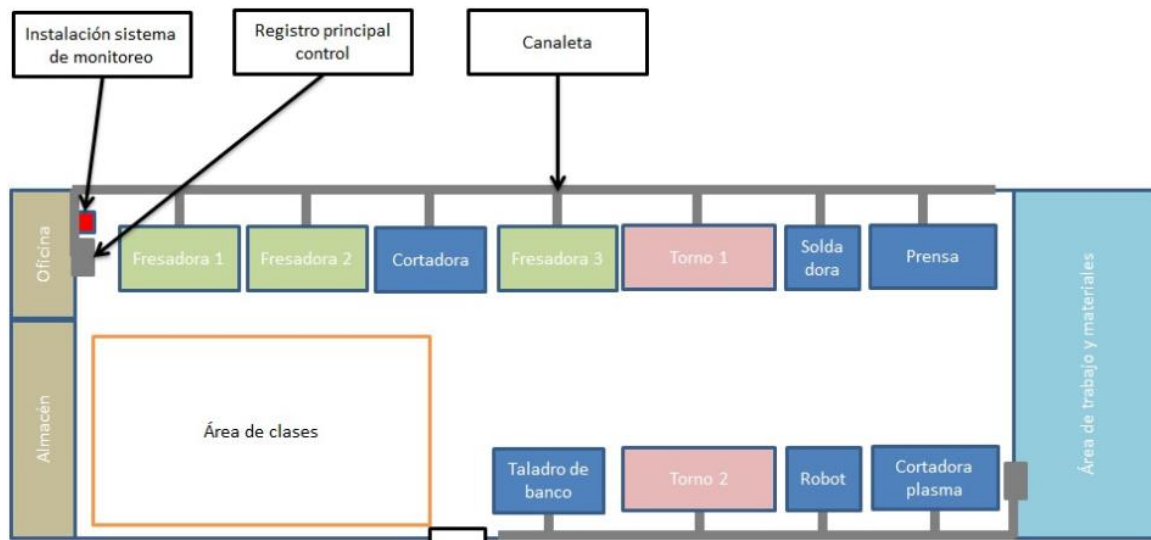 Instalación sistema
de monitoreo
Registro principal
control
Canaleta
Oficina
Fresadora 1
Fresadora 2
Cortadora
Fresadora 3
Torno 1
Solda
dora
Prensa
Almacén
Área de clases
Área de trabajo y materiales
Taladro de
banco
Torno 2
Robot
Cortadora
plasma